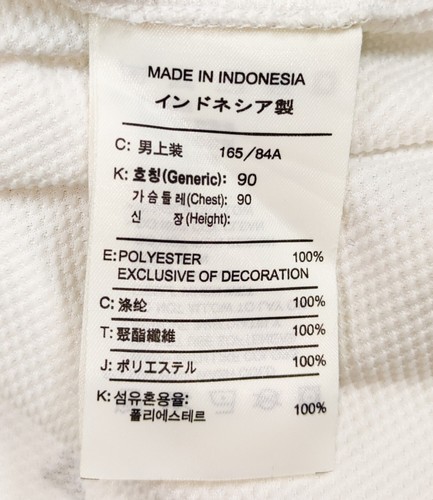 MADE IN INDONESIA
インドネシア製
C: 男上装 165/84A
K: 호칭(Generic): 90
가슴둘레(Chest): 90
신 장(Height):
E: POLYESTER 100%
EXCLUSIVE OF DECORATION
C: 涤纶 100%
T: 聚酯纖維 100%
J: ポリエステル 100%
K: 섬유혼용율:
폴리에스테르 100%